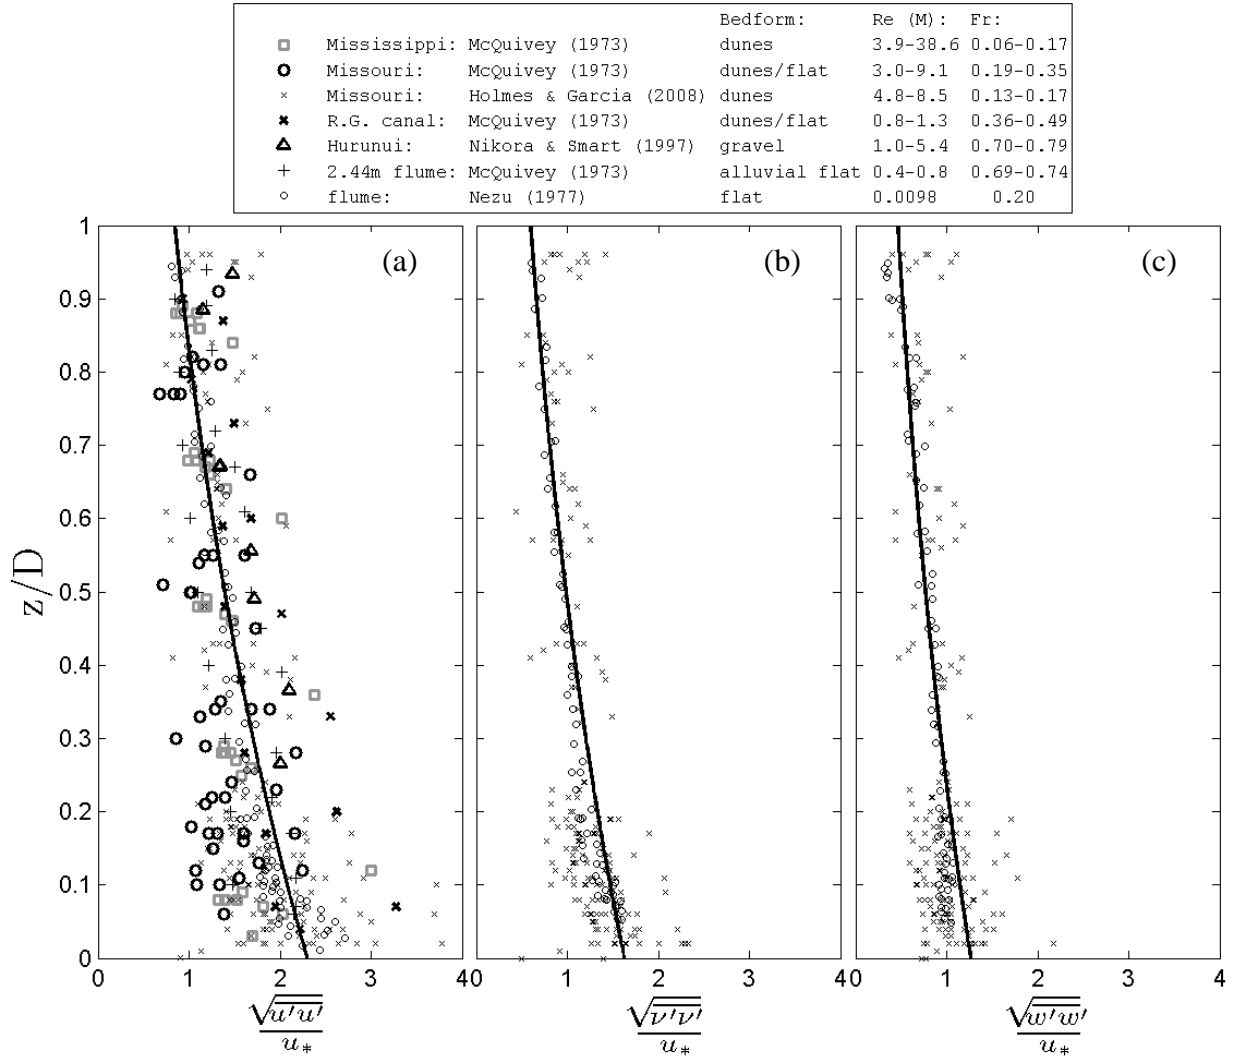 Bedform: Re (M): Fr:
Mississippi: McQuivey (1973) dunes 3.9-38.6 0.06-0.17
Missouri: McQuivey (1973) dunes/flat 3.0-9.1 0.19-0.35
Missouri: Holmes & Garcia (2008) dunes 4.8-8.5 0.13-0.17
R.G. canal: McQuivey (1973) dunes/flat 0.8-1.3 0.36-0.49
Hurunui: Nikora & Smart (1997) gravel 1.0-5.4 0.70-0.79
2.44m flume: McQuivey (1973) alluvial flat 0.4-0.8 0.69-0.74
flume: Nezu (1977) flat 0.0098 0.20
z/D
1
0.9
0.8
0.7
0.6
0.5
0.4
0.3
0.2
0.1
0
(a)
(b)
(c)
0 1 2 3 4
0 1 2 3 4
0 1 2 3 4
√u'u'
u*
√v'v'
u*
√w'w'
u*